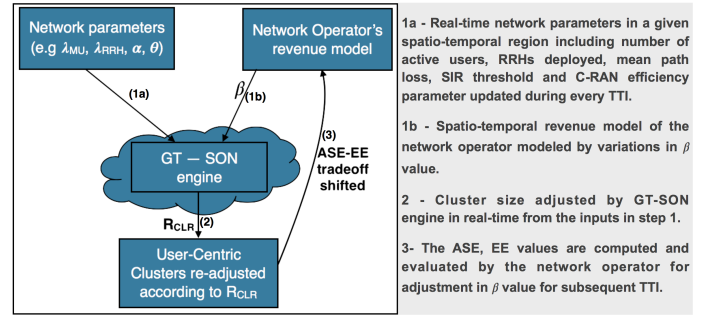 Network parameters
(e.g λMU, λRRH, α, θ)
Network Operator's
revenue model
(1a)
β(1b)
(3)
GT — SON
engine
ASE-EE
tradeoff
shifted
RCLR (2)
User-Centric
Clusters re-adjusted
according to RCLR
1a - Real-time network parameters in a given
spatio-temporal region including number of
active users, RRHs deployed, mean path
loss, SIR threshold and C-RAN efficiency
parameter updated during every TTI.
1b - Spatio-temporal revenue model of the
network operator modeled by variations in β
value.
2 - Cluster size adjusted by GT-SON
engine in real-time from the inputs in step 1.
3- The ASE, EE values are computed and
evaluated by the network operator for
adjustment in β value for subsequent TTI.